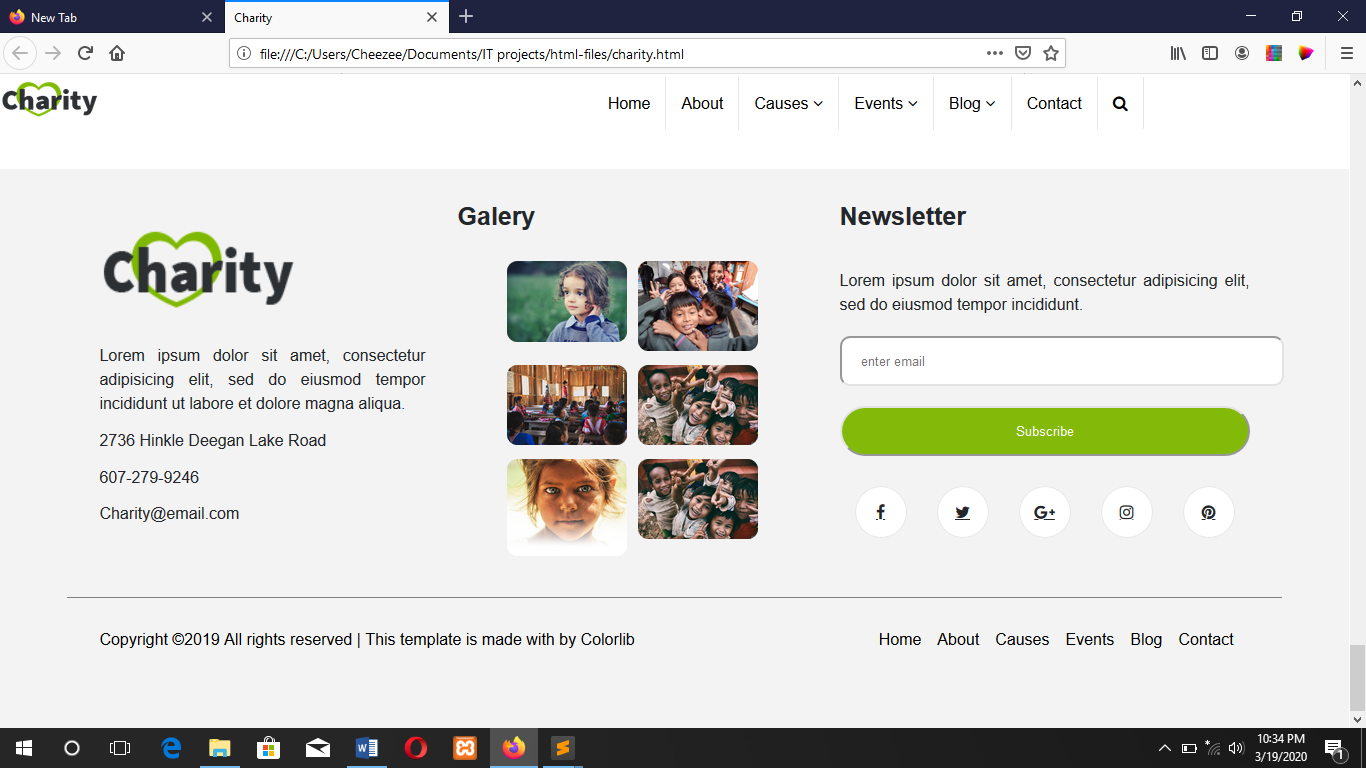 New Tab
Charity
file:///C:/Users/Cheezee/Documents/IT projects/html-files/charity.html
Charity
Home About Causes Events Blog Contact
Charity
Lorem ipsum dolor sit amet, consectetur
adipisicing elit, sed do eiusmod tempor
incididunt ut labore et dolore magna aliqua.
2736 Hinkle Deegan Lake Road
607-279-9246
Charity@email.com
Galery
Newsletter
Lorem ipsum dolor sit amet, consectetur adipisicing elit,
sed do eiusmod tempor incididunt.
enter email
Subscribe
Copyright ©2019 All rights reserved | This template is made with by Colorlib
Home About Causes Events Blog Contact
10:34 PM
3/19/2020
1